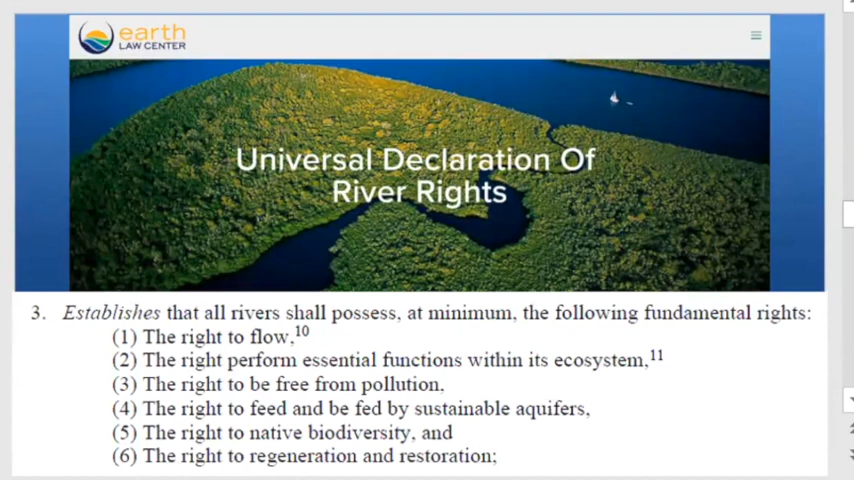 earth
LAW CENTER
Universal Declaration Of
River Rights
3. Establishes that all rivers shall possess, at minimum, the following fundamental rights:
(1) The right to flow,10
(2) The right perform essential functions within its ecosystem,11
(3) The right to be free from pollution,
(4) The right to feed and be fed by sustainable aquifers,
(5) The right to native biodiversity, and
(6) The right to regeneration and restoration;